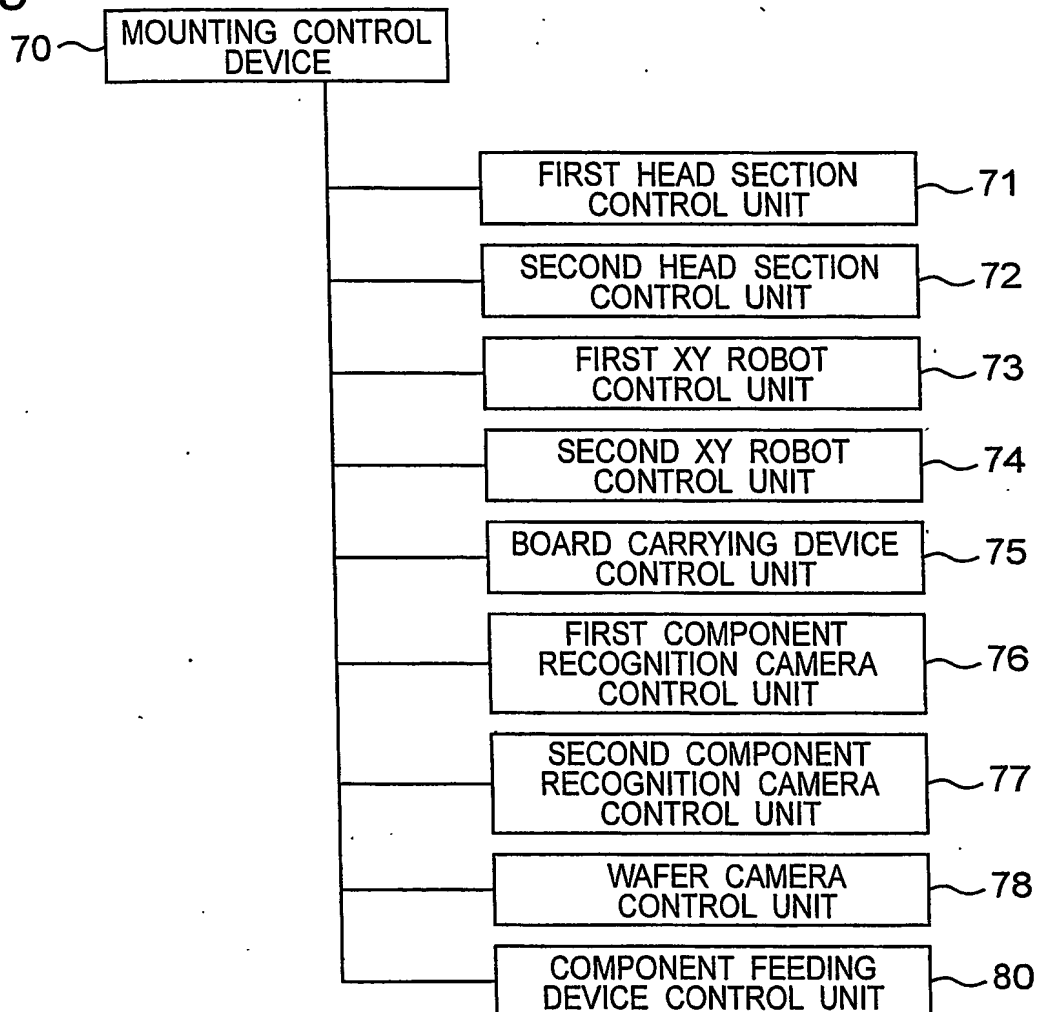 70
MOUNTING CONTROL
DEVICE
FIRST HEAD SECTION
CONTROL UNIT
71
SECOND HEAD SECTION
CONTROL UNIT
72
FIRST XY ROBOT
CONTROL UNIT
73
SECOND XY ROBOT
CONTROL UNIT
74
BOARD CARRYING DEVICE
CONTROL UNIT
75
FIRST COMPONENT
RECOGNITION CAMERA
CONTROL UNIT
76
SECOND COMPONENT
RECOGNITION CAMERA
CONTROL UNIT
77
WAFER CAMERA
CONTROL UNIT
78
COMPONENT FEEDING
DEVICE CONTROL UNIT
80